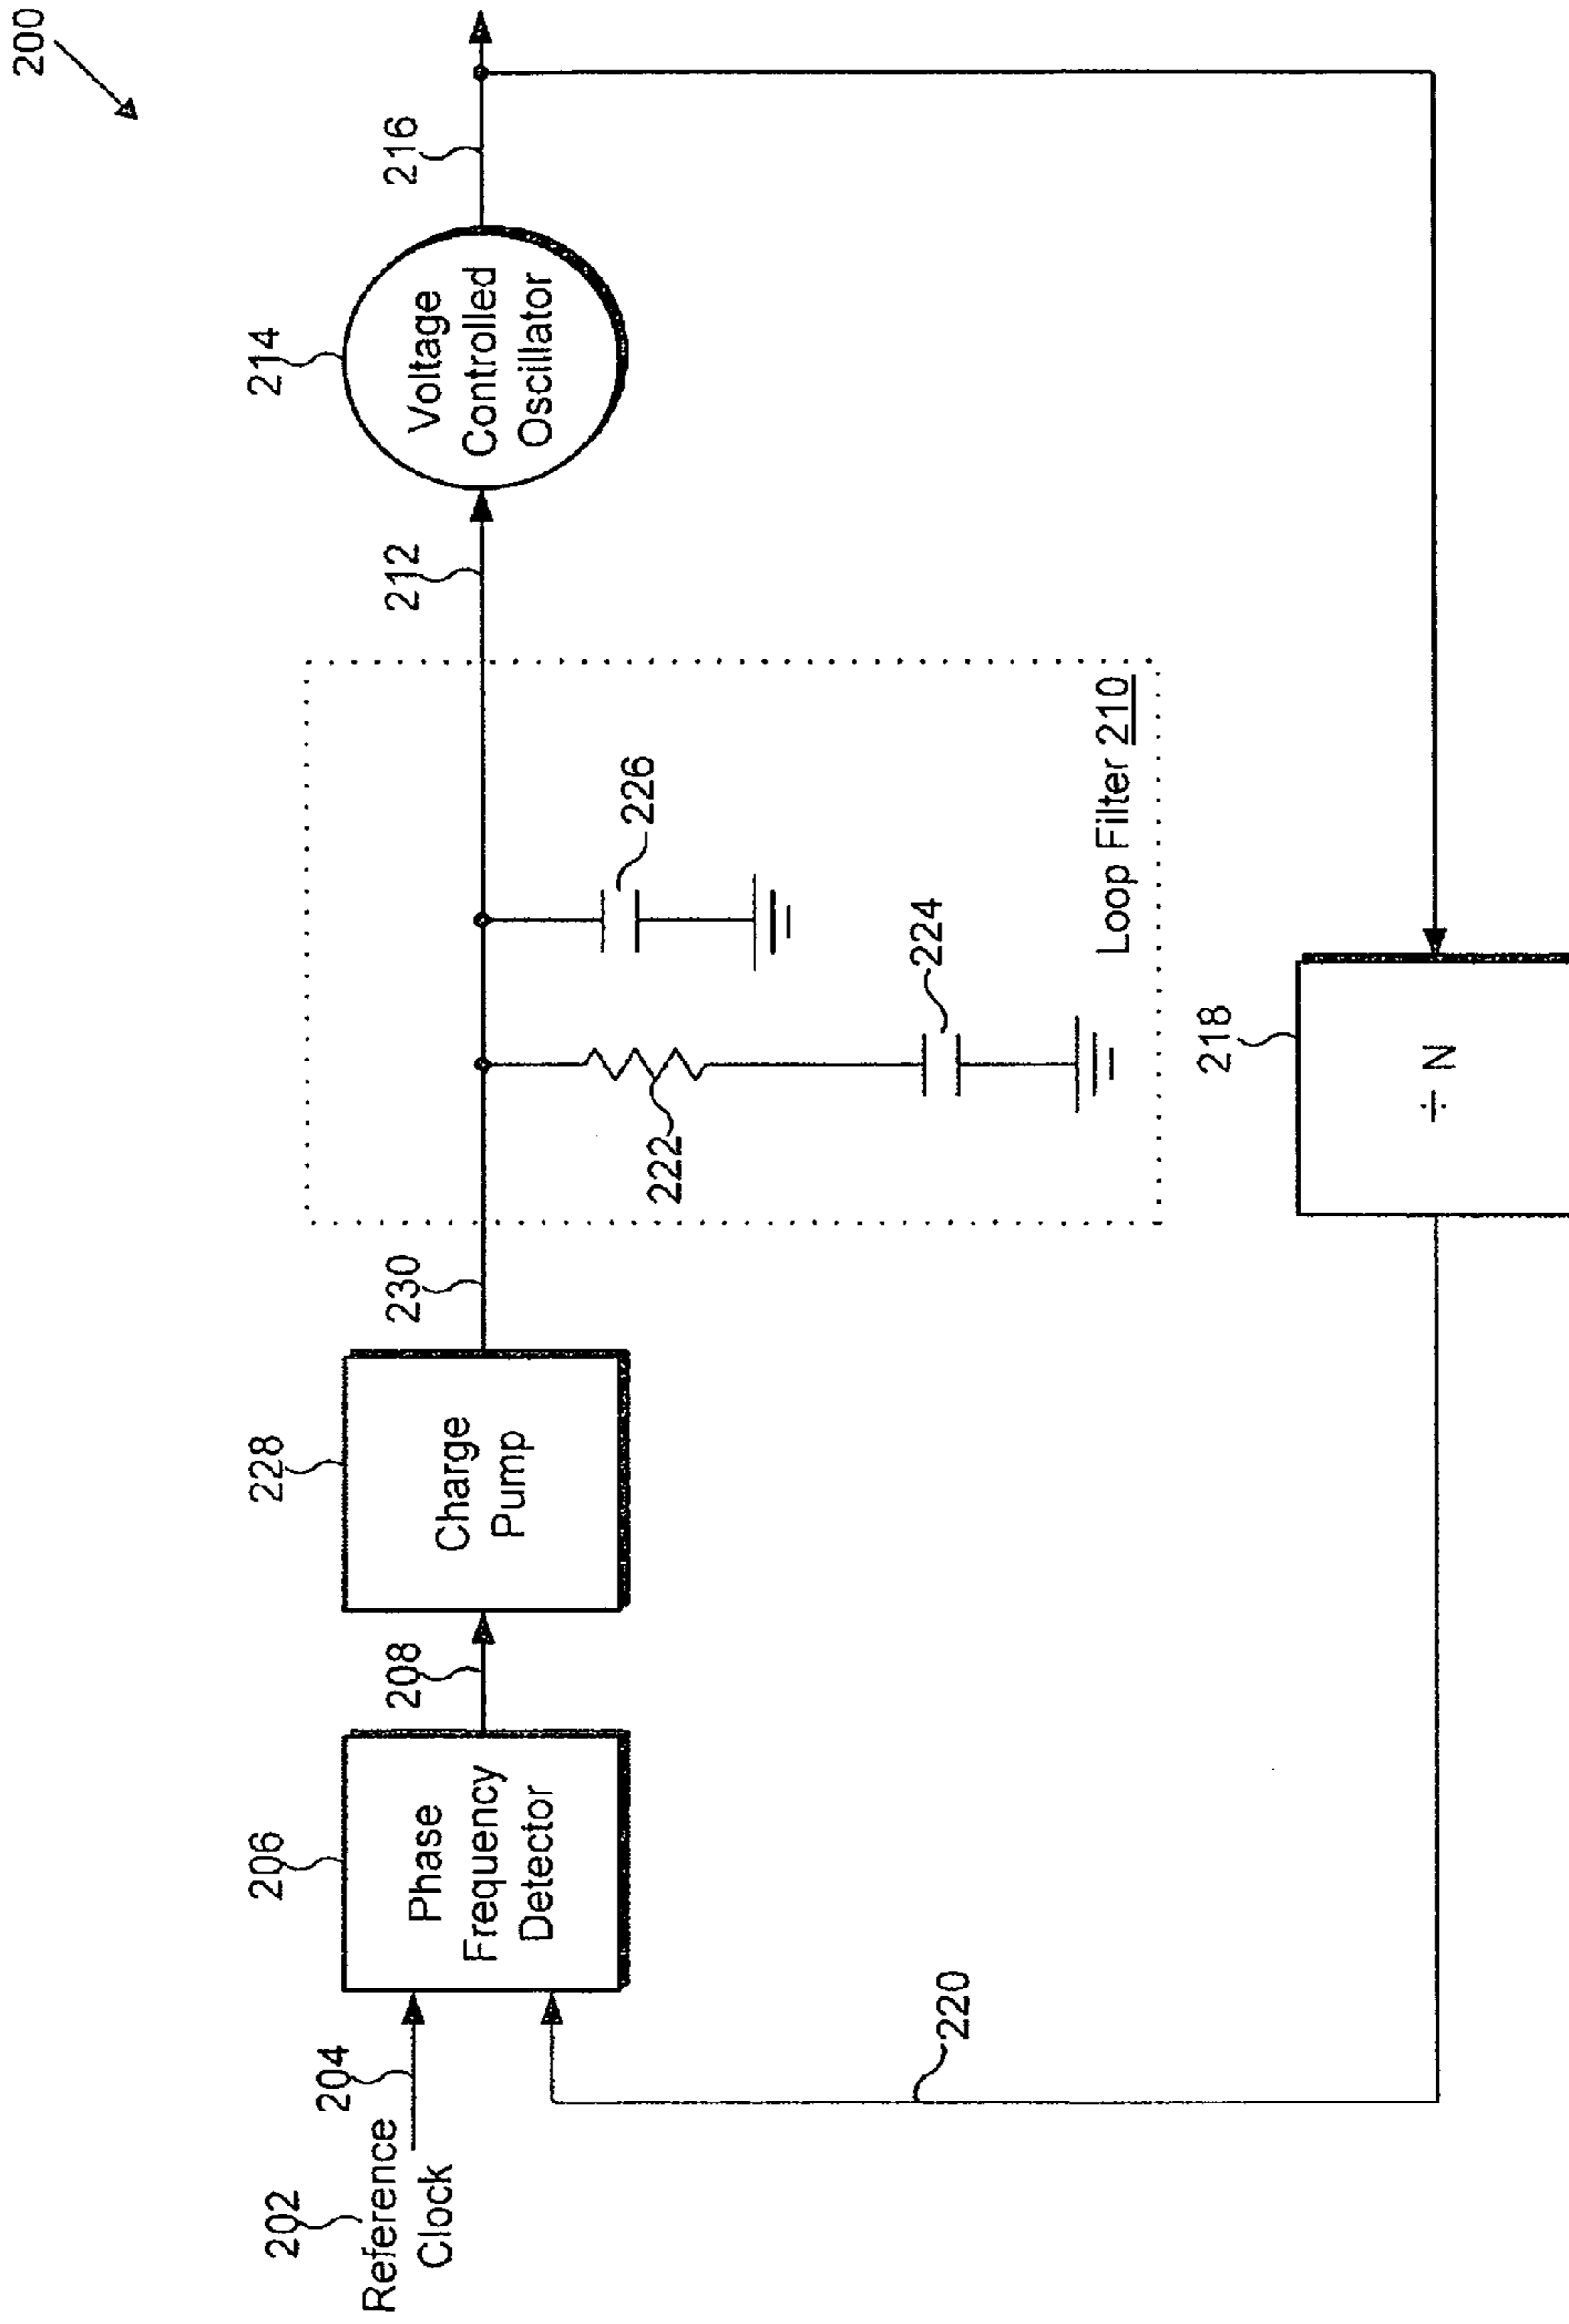 200
206
Phase
Frequency
Detector
228
Charge
Pump
214
Voltage
Controlled
Oscillator
202
Reference
Clock
204
208
230
212
216
222
224
226
Loop Filter 210
218
÷ N
220